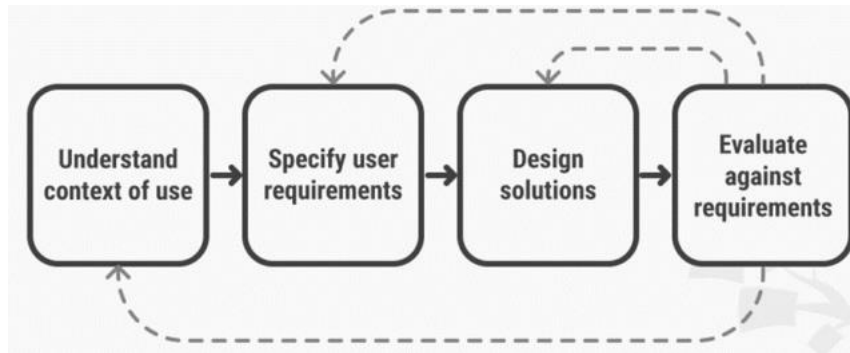 Understand
context of use
Specify user
requirements
Design
solutions
Evaluate
against
requirements